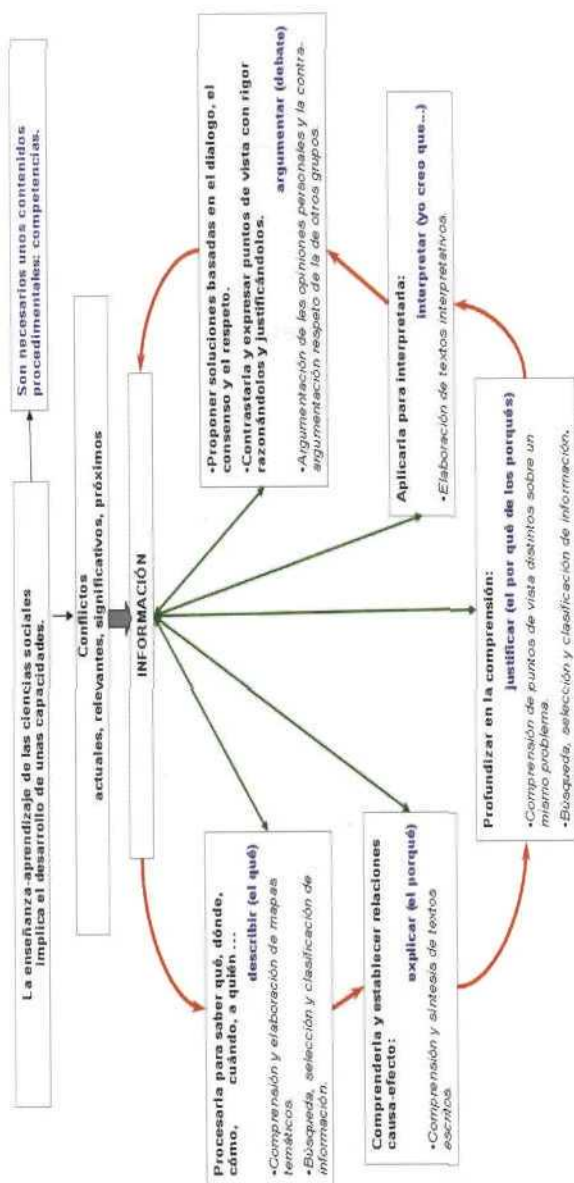 La enseñanza-aprendizaje de las ciencias sociales
implica el desarrollo de unas capacidades.
Son necesarios unos contenidos
procedimentales: competencias.
Conflictos
actuales, relevantes, significativos, próximos
INFORMACIÓN
Procesarla para saber qué, dónde,
cómo, cuándo, a quién ...
describir (el qué)
•Comprensión y elaboración de mapas
temáticos.
•Búsqueda, selección y clasificación de
información.
Comprenderla y establecer relaciones
causa-efecto:
explicar (el porqué)
•Comprensión y síntesis de textos
escritos.
Profundizar en la comprensión:
justificar (el por qué de los porqués)
•Comprensión de puntos de vista distintos sobre un
mismo problema.
•Búsqueda, selección y clasificación de información.
Aplicarla para interpretarla:
interpretar (yo creo que...)
•Elaboración de textos interpretativos.
•Proponer soluciones basadas en el dialogo, el
consenso y el respeto.
•Contrastarla y expresar puntos de vista con rigor
razonándolos y justificándolos.
argumentar (debate)
•Argumentación de les opiniones personales y la contra-
argumentación respeto de la de otros grupos.